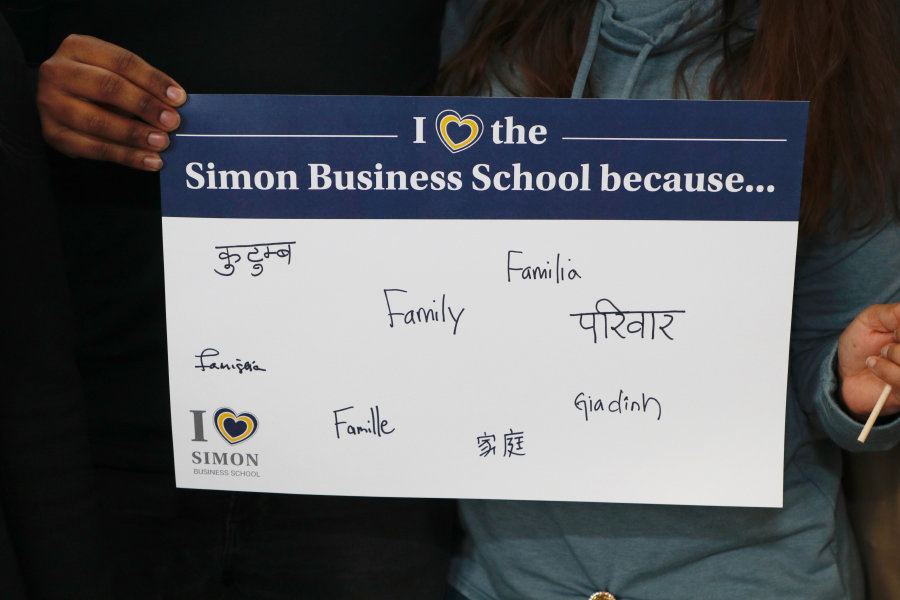 I the
Simon Business School because...
कुटुम्ब
Familia
Family
परिवार
Famille
Giadinh
家庭
I
SIMON
BUSINESS SCHOOL